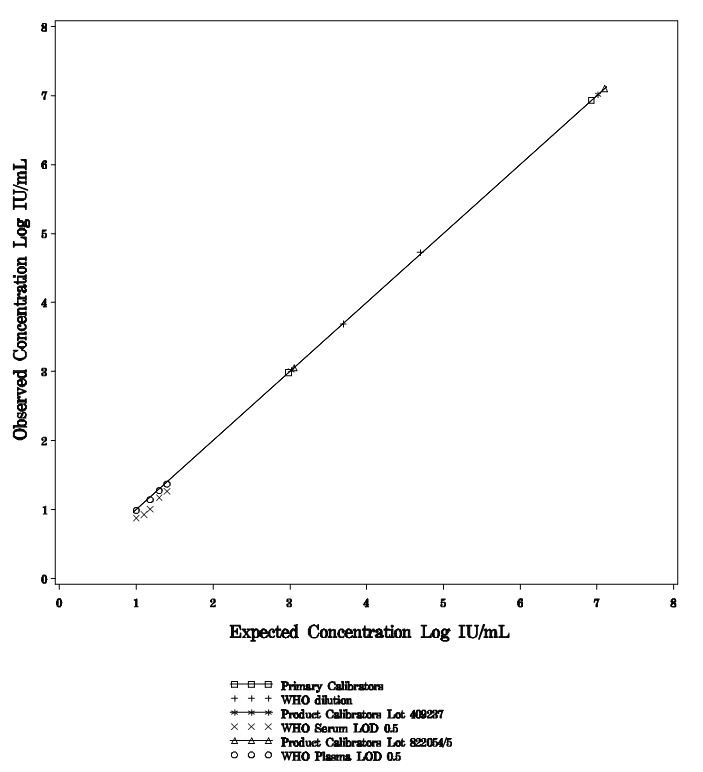 8
7
6
5
4
3
2
1
0
Observed Concentration Log IU/mL
0 1 2 3 4 5 6 7 8
Expected Concentration Log IU/mL
Primary Calibrators
WHO dilution
Product Calibrators Lot 409237
WHO Serum LOD 0.5
Product Calibrators Lot 822054/5
WHO Plasma LOD 0.5